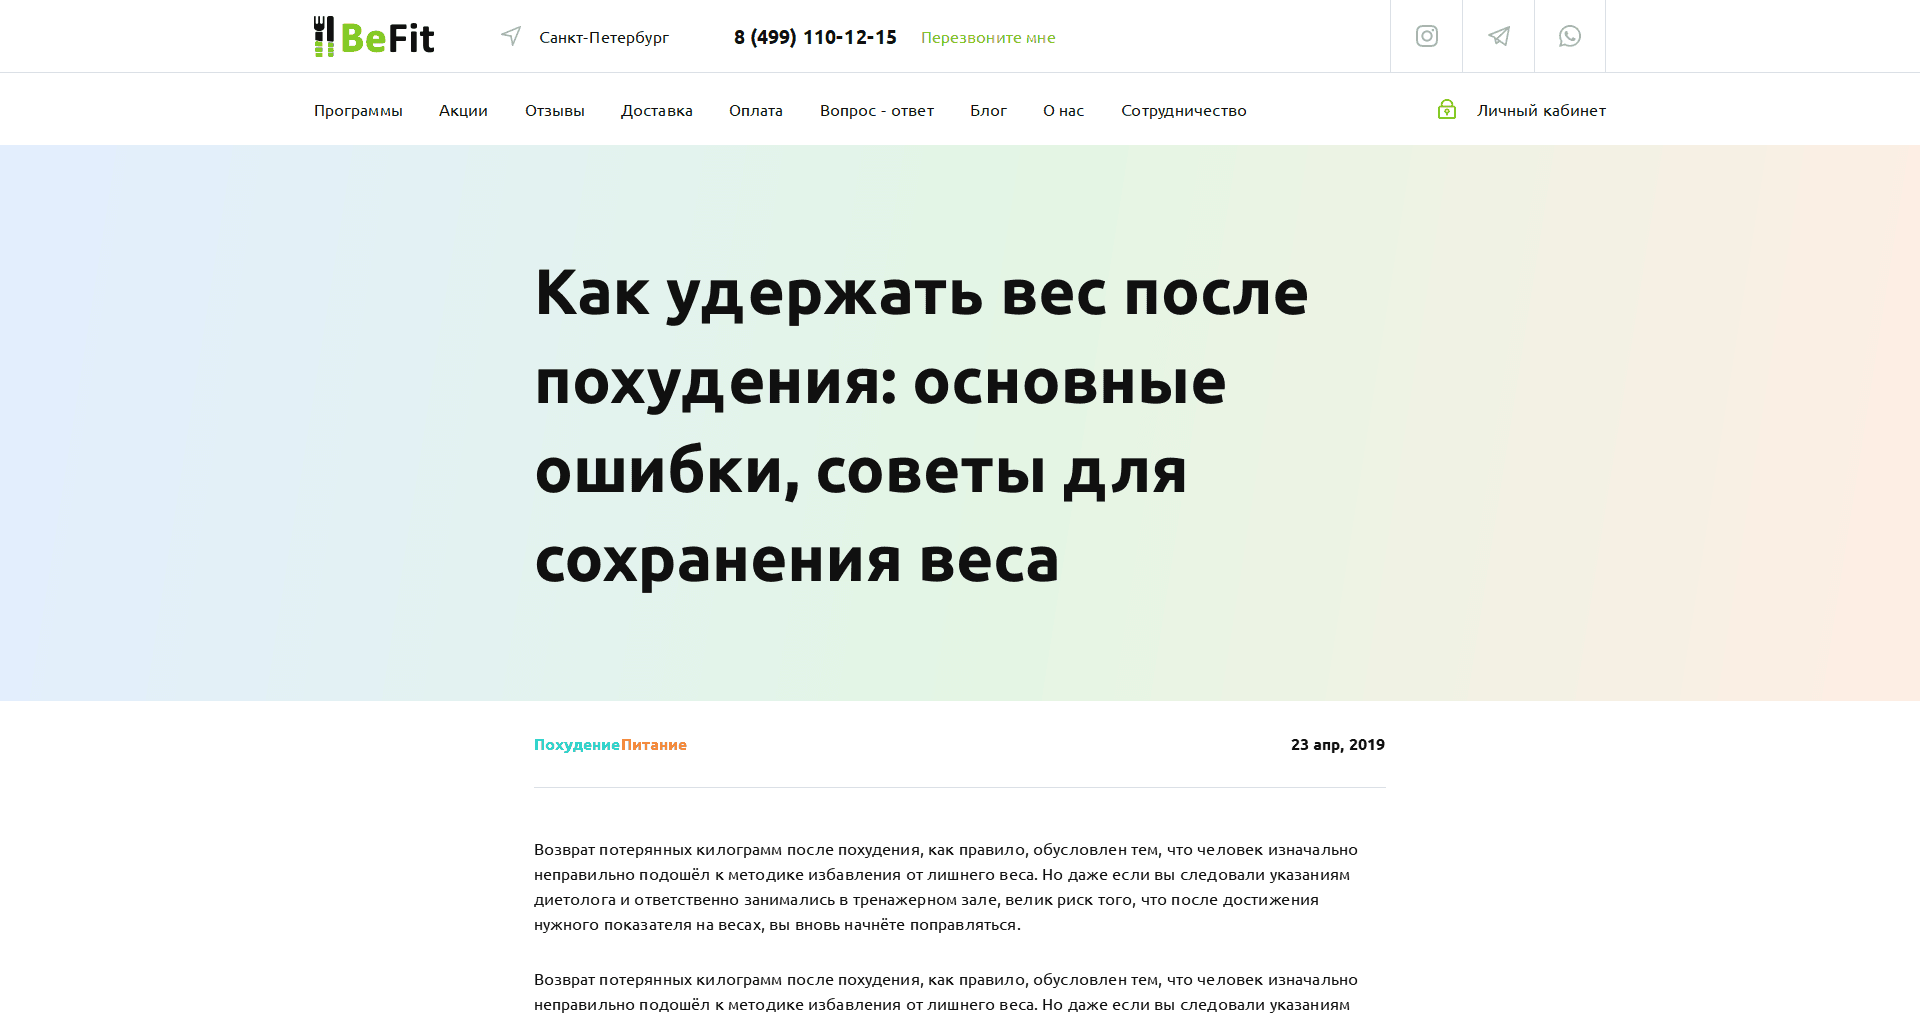 BeFit
Санкт-Петербург
8 (499) 110-12-15
Перезвоните мне
Программы
Акции
Отзывы
Доставка
Оплата
Вопрос - ответ
Блог
О нас
Сотрудничество
Личный кабинет
Как удержать вес после
похудения: основные
ошибки, советы для
сохранения веса
Похудение
Питание
23 апр, 2019
Возврат потерянных килограмм после похудения, как правило, обусловлен тем, что человек изначально
неправильно подошёл к методике избавления от лишнего веса. Но даже если вы следовали указаниям
диетолога и ответственно занимались в тренажерном зале, велик риск того, что после достижения
нужного показателя на весах, вы вновь начнёте поправляться.
Возврат потерянных килограмм после похудения, как правило, обусловлен тем, что человек изначально
неправильно подошёл к методике избавления от лишнего веса. Но даже если вы следовали указаниям